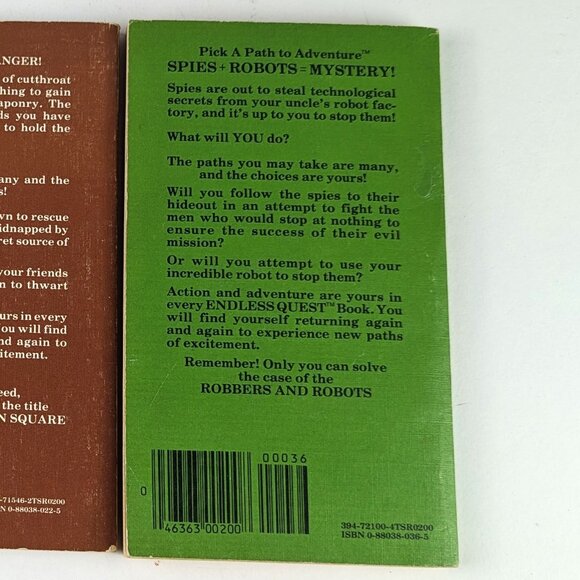 ANGER!
of cutthroat
hing to gain
aponry. The
ds you have
to hold the
any and the
s!
wn to rescue
idnapped by
ret source of
your friends
n to thwart
urs in every
You will find
nd again to
itement.
eed,
the title
N SQUARE
-71546-2TSR0200
N 0-88038-022-5
Pick A Path to Adventure™
SPIES + ROBOTS = MYSTERY!
Spies are out to steal technological
secrets from your uncle's robot fac-
tory, and it's up to you to stop them!
What will YOU do?
The paths you may take are many,
and the choices are yours!
Will you follow the spies to their
hideout in an attempt to fight the
men who would stop at nothing to
ensure the success of their evil
mission?
Or will you attempt to use your
incredible robot to stop them?
Action and adventure are yours in
every ENDLESS QUEST™ Book. You
will find yourself returning again
and again to experience new paths
of excitement.
Remember! Only you can solve
the case of the
ROBBERS AND ROBOTS
00036
0
46363 00200
394-72100-4TSR0200
ISBN 0-88038-036-5